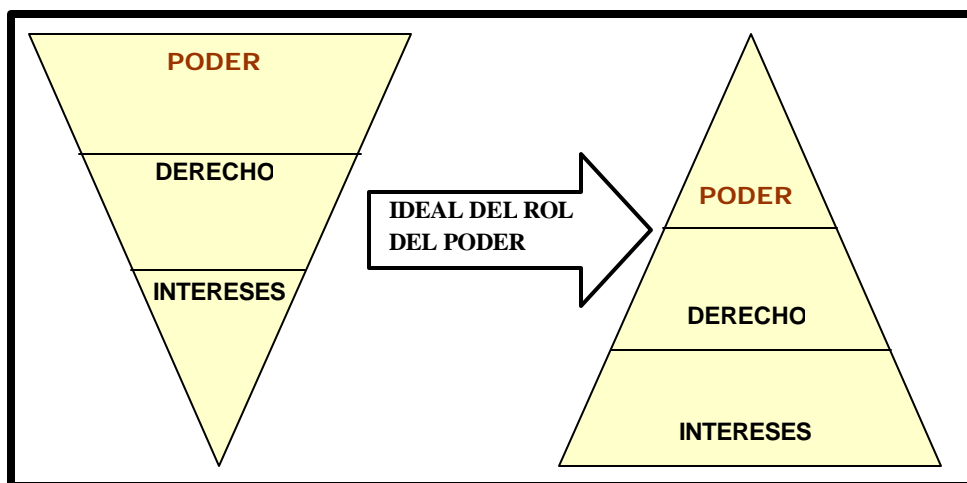 PODER
DERECHO
INTERESES
IDEAL DEL ROL
DEL PODER
PODER
DERECHO
INTERESES